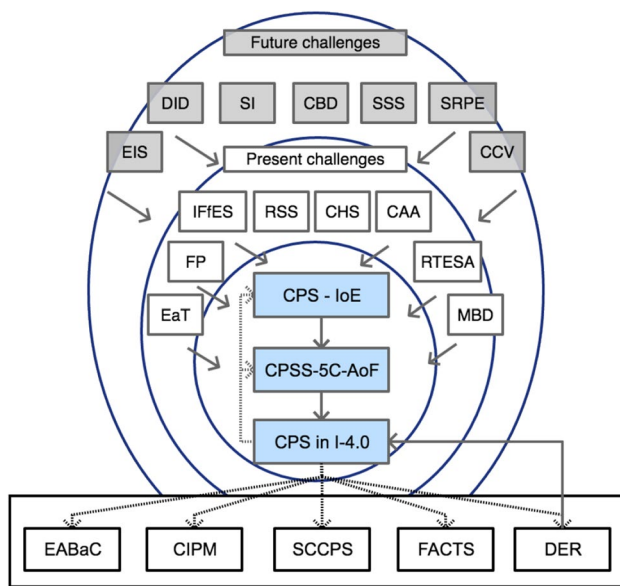 Future challenges
DID SI CBD SSS SRPE
EIS CCV
Present challenges
IFfES RSS CHS CAA
FP RTESA
EaT MBD
CPS - IoE
CPSS-5C-AoF
CPS in I-4.0
EABaC CIPM SCCPS FACTS DER